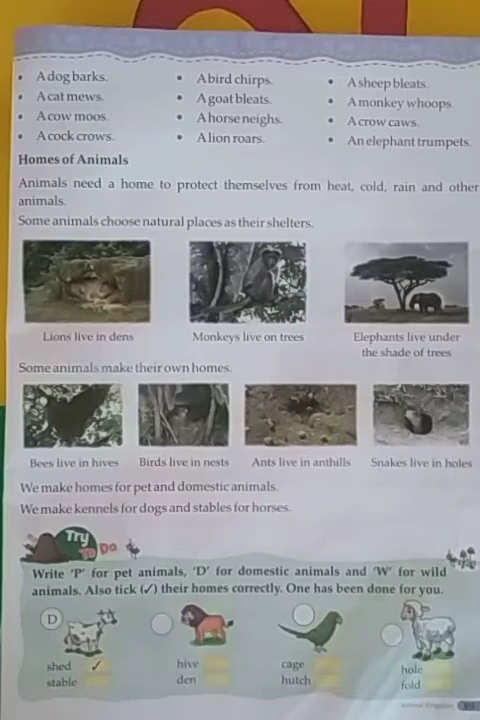 • A dog barks.
• A bird chirps.
• A sheep bleats.
• A cat mews.
• A goat bleats.
• A monkey whoops.
• A cow moos.
• A horse neighs.
• A crow caws.
• A cock crows.
• A lion roars.
• An elephant trumpets.
Homes of Animals
Animals need a home to protect themselves from heat, cold, rain and other
animals.
Some animals choose natural places as their shelters.
Lions live in dens
Monkeys live on trees
Elephants live under
the shade of trees
Some animals make their own homes.
Bees live in hives
Birds live in nests
Ants live in anthills
Snakes live in holes
We make homes for pet and domestic animals.
We make kennels for dogs and stables for horses.
Try
To Do
Write 'P' for pet animals, 'D' for domestic animals and 'W' for wild
animals. Also tick (✓) their homes correctly. One has been done for you.
D
shed ✓
stable
hive
den
cage
hutch
hole
fold
Animal Kingdom